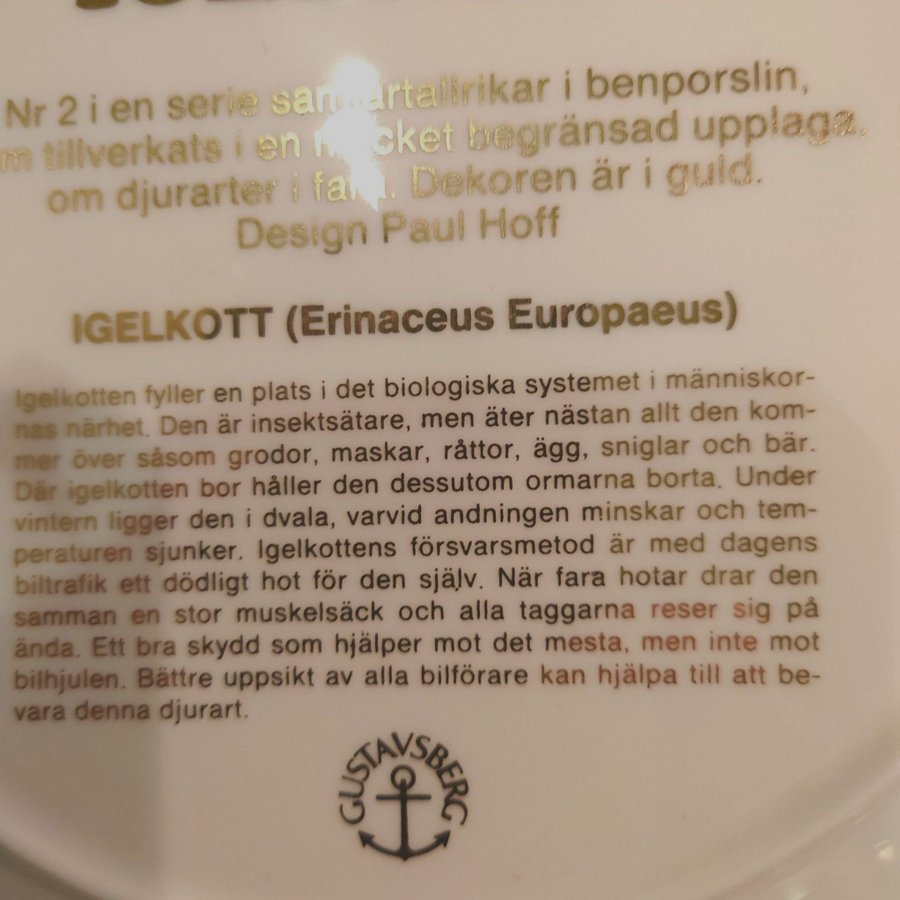 Nr 2 i en serie samlartallrikar i benporslin,
m tillverkats i en mycket begränsad upplaga,
om djurarter i fara. Dekoren är i guld.
Design Paul Hoff
IGELKOTT (Erinaceus Europaeus)
Igelkotten fyller en plats i det biologiska systemet i människor-
nas närhet. Den är insektsätare, men äter nästan allt den kom-
mer över såsom grodor, maskar, råttor, ägg, sniglar och bär.
Där igelkotten bor håller den dessutom ormarna borta. Under
vintern ligger den i dvala, varvid andningen minskar och tem-
peraturen sjunker. Igelkottens försvarsmetod är med dagens
biltrafik ett dödligt hot för den själv. När fara hotar drar den
samman en stor muskelsäck och alla taggarna reser sig på
ända. Ett bra skydd som hjälper mot det mesta, men inte mot
bilhjulen. Bättre uppsikt av alla bilförare kan hjälpa till att be-
vara denna djurart.
GUSTAVSBERG